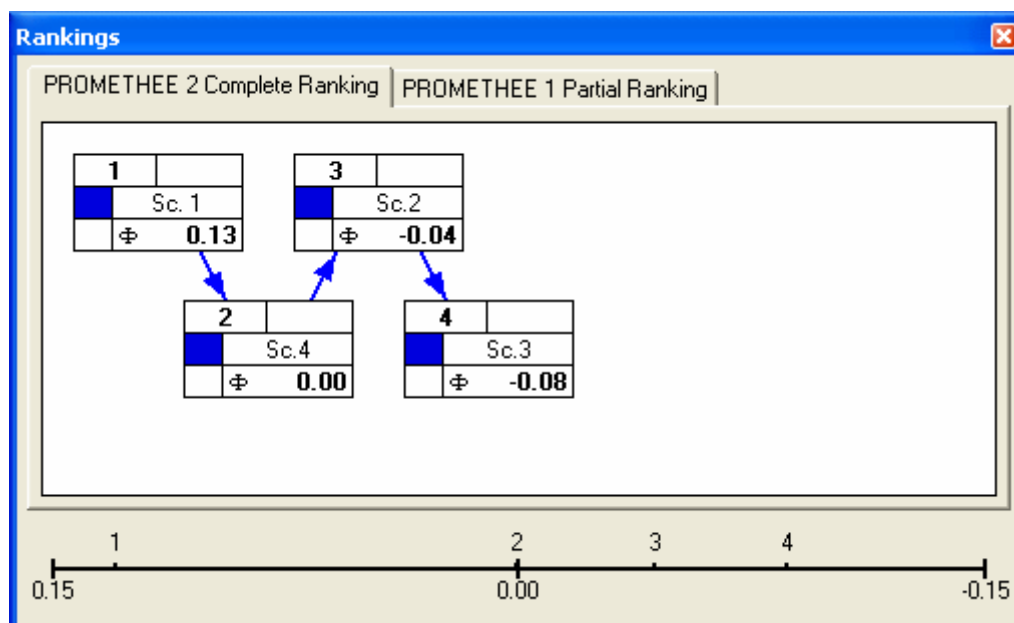 Rankings
PROMETHEE 2 Complete Ranking PROMETHEE 1 Partial Ranking
1 3
Sc. 1 Sc.2
Φ 0.13 Φ -0.04
2 4
Sc.4 Sc.3
Φ 0.00 Φ -0.08
1 2 3 4
0.15 0.00 -0.15